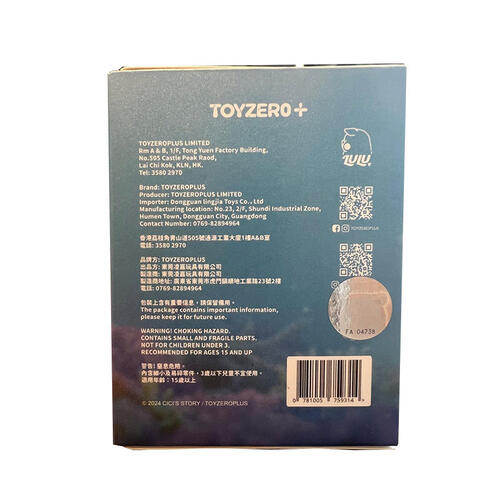 TOYZERO+
TOYZEROPLUS LIMITED
Rm A & B, 1/F, Tong Yuen Factory Building,
No.505 Castle Peak Raod,
Lai Chi Kok, KLN, HK.
Tel: 3580 2970
LULU
Brand: TOYZEROPLUS
Producer: TOYZEROPLUS LIMITED
Importer: Dongguan lingjia Toys Co., Ltd
Manufacturing location: No.23, 2/F, Shundi Industrial Zone,
Humen Town, Dongguan City, Guangdong
Contact Number: 0769-82894964
TOYZEROPLUS
香港荔枝角青山道505號通源工業大廈1樓A&B室
電話: 3580 2970
品牌方: TOYZEROPLUS
出品方: 東莞凌嘉玩具有限公司
製造商: 東莞凌嘉玩具有限公司
製造商地址: 廣東省東莞市虎門鎮順地工業路23號2樓
電話: 0769-82894964
TOYZEROPLUS
包裝上含有重要信息，請保留備用。
The package contains important information,
please keep it for future use.
FA 04738
WARNING! CHOKING HAZARD.
CONTAINS SMALL AND FRAGILE PARTS.
NOT FOR CHILDREN UNDER 3.
RECOMMENDED FOR AGES 15 AND UP
警告! 窒息危險。
內含細小及易碎零件，3歲以下兒童不宜使用。
適用年齡: 15歲以上
0 781005 759314
© 2024 CICI'S STORY / TOYZEROPLUS